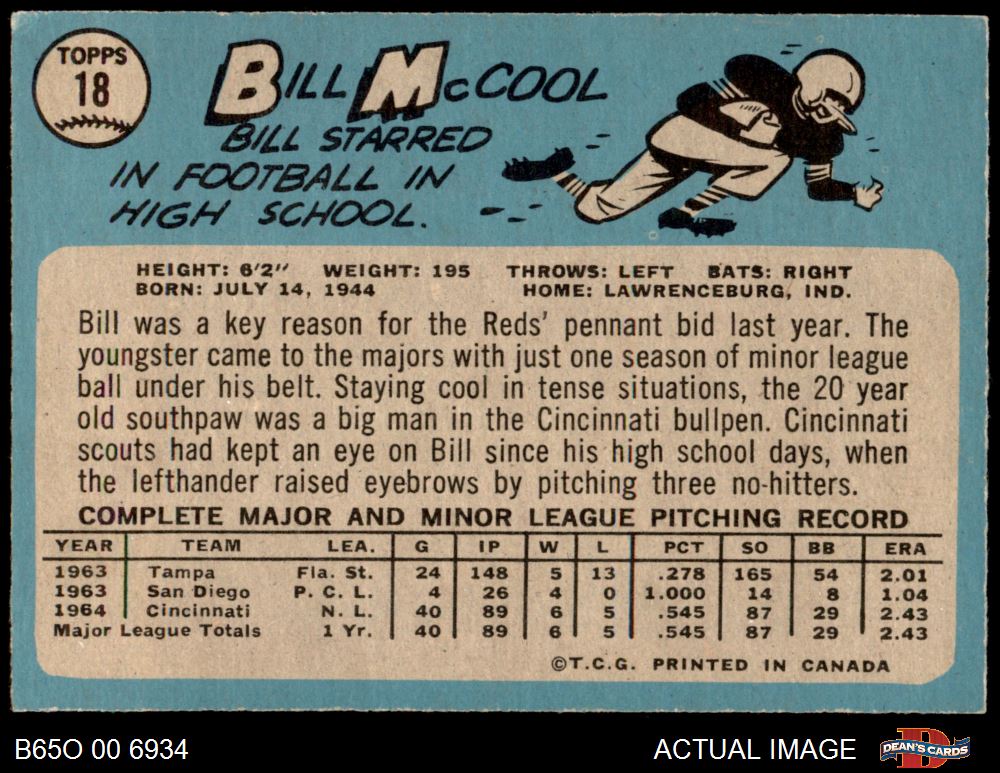 TOPPS
18
BILL McCOOL
BILL STARRED
IN FOOTBALL IN
HIGH SCHOOL.
HEIGHT: 6'2" WEIGHT: 195 THROWS: LEFT BATS: RIGHT
BORN: JULY 14, 1944 HOME: LAWRENCEBURG, IND.
Bill was a key reason for the Reds' pennant bid last year. The
youngster came to the majors with just one season of minor league
ball under his belt. Staying cool in tense situations, the 20 year
old southpaw was a big man in the Cincinnati bullpen. Cincinnati
scouts had kept an eye on Bill since his high school days, when
the lefthander raised eyebrows by pitching three no-hitters.
COMPLETE MAJOR AND MINOR LEAGUE PITCHING RECORD
YEAR TEAM LEA. G IP W L PCT SO BB ERA
1963 Tampa Fla. St. 24 148 5 13 .278 165 54 2.01
1963 San Diego P. C. L. 4 26 4 0 1.000 14 8 1.04
1964 Cincinnati N. L. 40 89 6 5 .545 87 29 2.43
Major League Totals 1 Yr. 40 89 6 5 .545 87 29 2.43
©T.C.G. PRINTED IN CANADA
B65O 00 6934 ACTUAL IMAGE DEAN'S CARDS